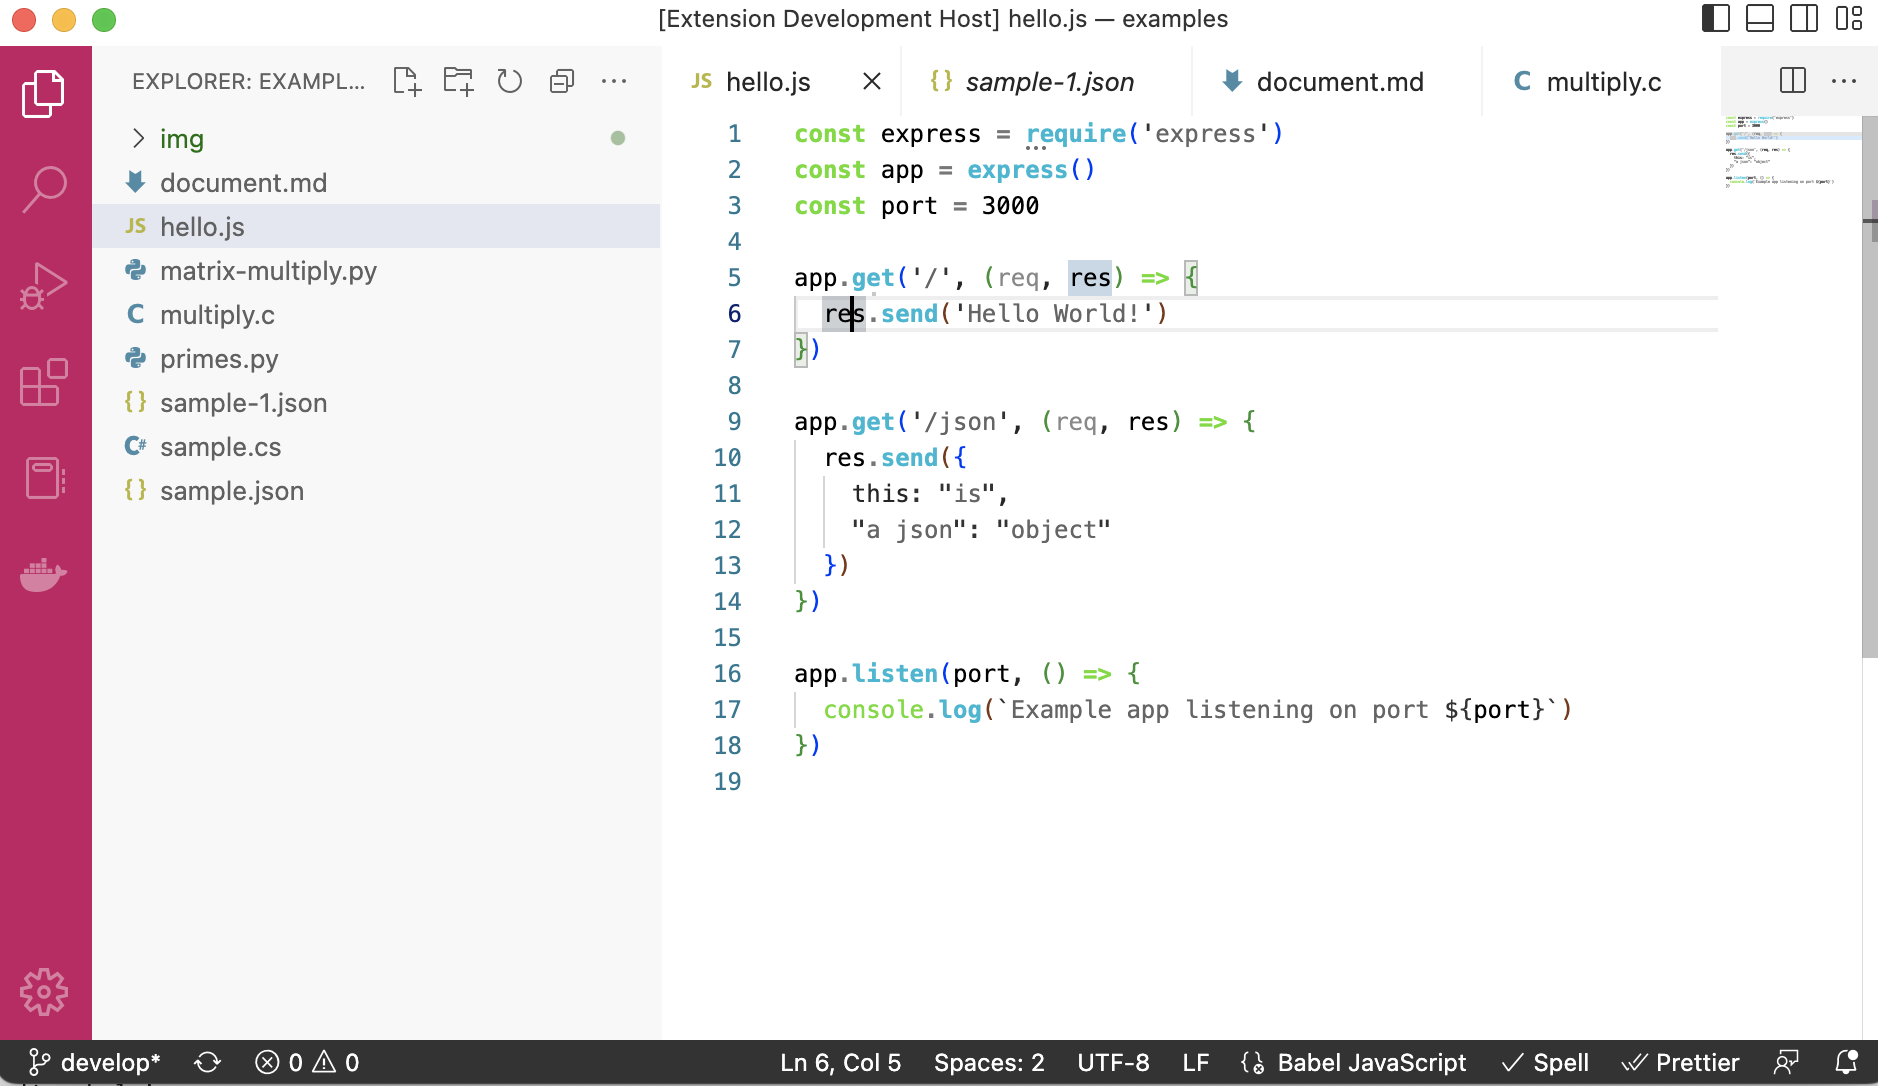 [Extension Development Host] hello.js — examples
EXPLORER: EXAMPL...
img
document.md
JS hello.js
matrix-multiply.py
C multiply.c
primes.py
{} sample-1.json
C# sample.cs
{} sample.json
JS hello.js
{} sample-1.json
document.md
C multiply.c
1 const express = require('express')
2 const app = express()
3 const port = 3000
4
5 app.get('/', (req, res) => {
6 res.send('Hello World!')
7 })
8
9 app.get('/json', (req, res) => {
10 res.send({
11 this: "is",
12 "a json": "object"
13 })
14 })
15
16 app.listen(port, () => {
17 console.log(`Example app listening on port ${port}`)
18 })
19
develop* 0 0 Ln 6, Col 5 Spaces: 2 UTF-8 LF Babel JavaScript Spell Prettier